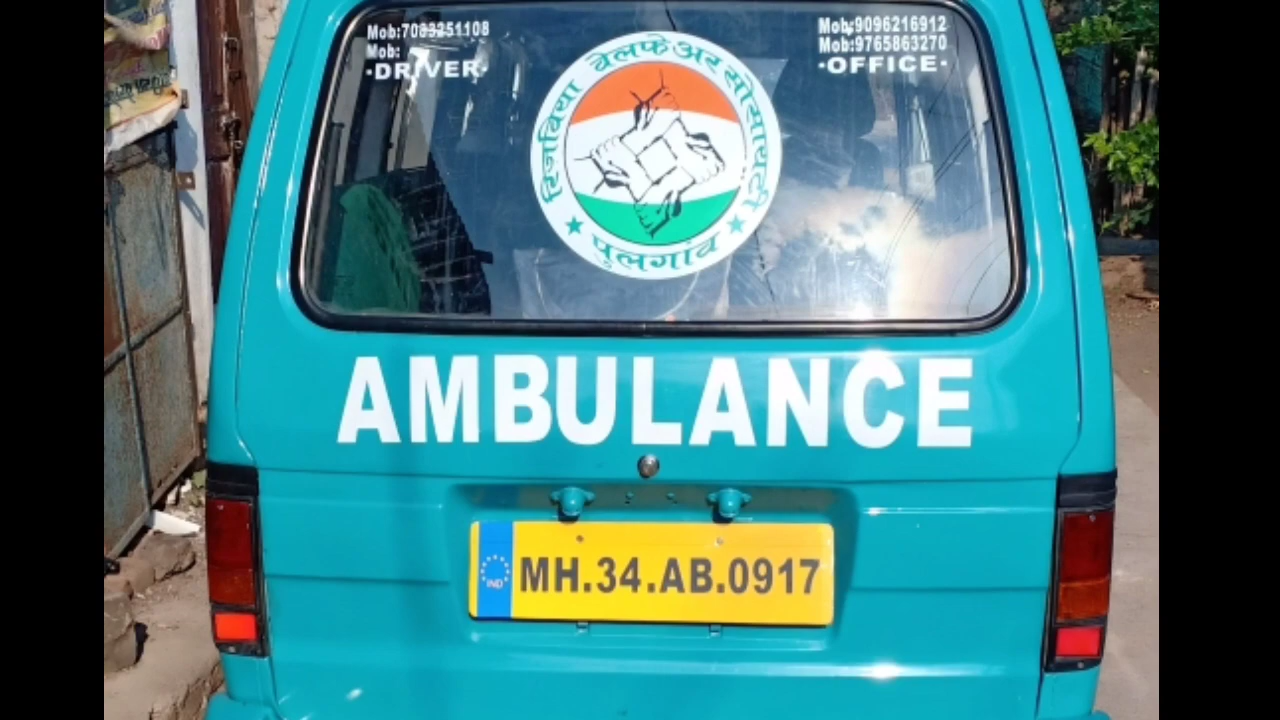 Mob:7083251108
Mob:
·DRIVER·
Mob:9096216912
Mob:9765863270
·OFFICE·
रिजविया वेलफेअर सोसायटी
पुलगांव
AMBULANCE
IND
MH.34.AB.0917